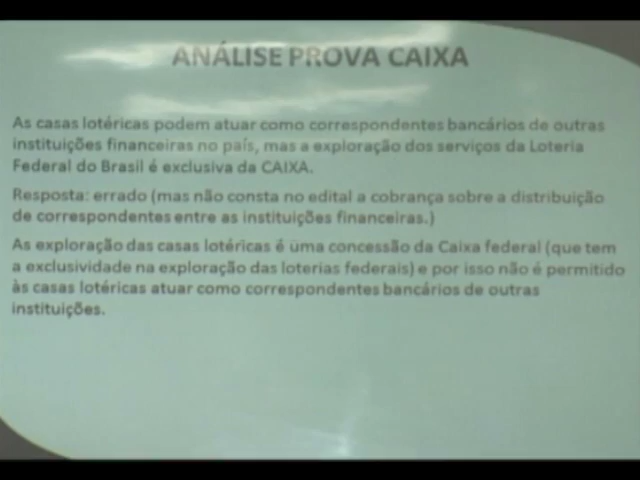 ANÁLISE PROVA CAIXA
As casas lotéricas podem atuar como correspondentes bancários de outras
instituições financeiras no país, mas a exploração dos serviços da Loteria
Federal do Brasil é exclusiva da CAIXA.
Resposta: errado (mas não consta no edital a cobrança sobre a distribuição
de correspondentes entre as instituições financeiras.)
As exploração das casas lotéricas é uma concessão da Caixa federal (que tem
a exclusividade na exploração das loterias federais) e por isso não é permitido
às casas lotéricas atuar como correspondentes bancários de outras
instituições.